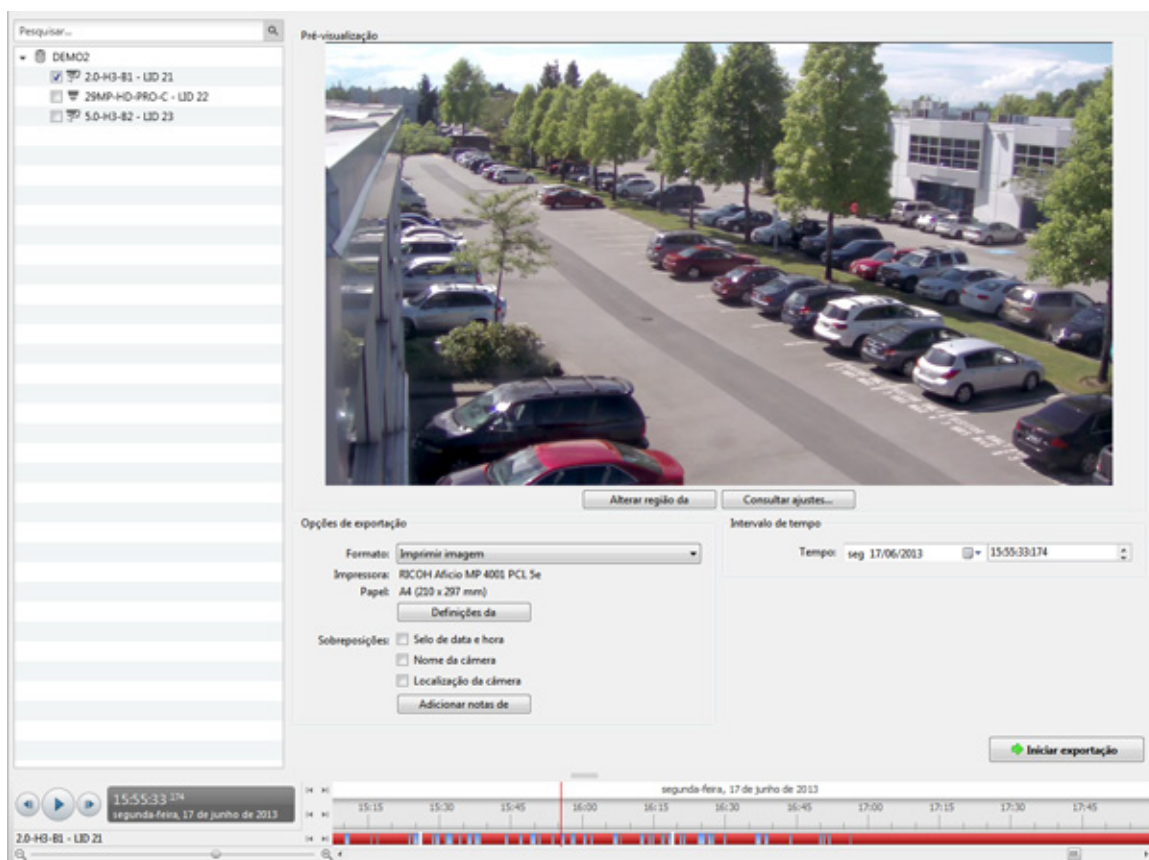 Pesquisar...
DEMO2
2.0-H3-B1 - LID 21
29MP-HD-PRO-C - LID 22
5.0-H3-B2 - LID 23
Pré-visualização
Alterar região da
Consultar ajustes...
Opções de exportação
Formato: Imprimir imagem
Impressora: RICOH Aficio MP 4001 PCL 5e
Papel: A4 (210 x 297 mm)
Definições da
Sobreposições: Selo de data e hora
Nome da câmera
Localização da câmera
Adicionar notas de
Intervalo de tempo
Tempo: seg 17/06/2013 15:55:33:174
Iniciar exportação
15:55:33 174
segunda-feira, 17 de junho de 2013
segunda-feira, 17 de junho de 2013
15:15 15:30 15:45 16:00 16:15 16:30 16:45 17:00 17:15 17:30 17:45
2.0-H3-B1 - LID 21